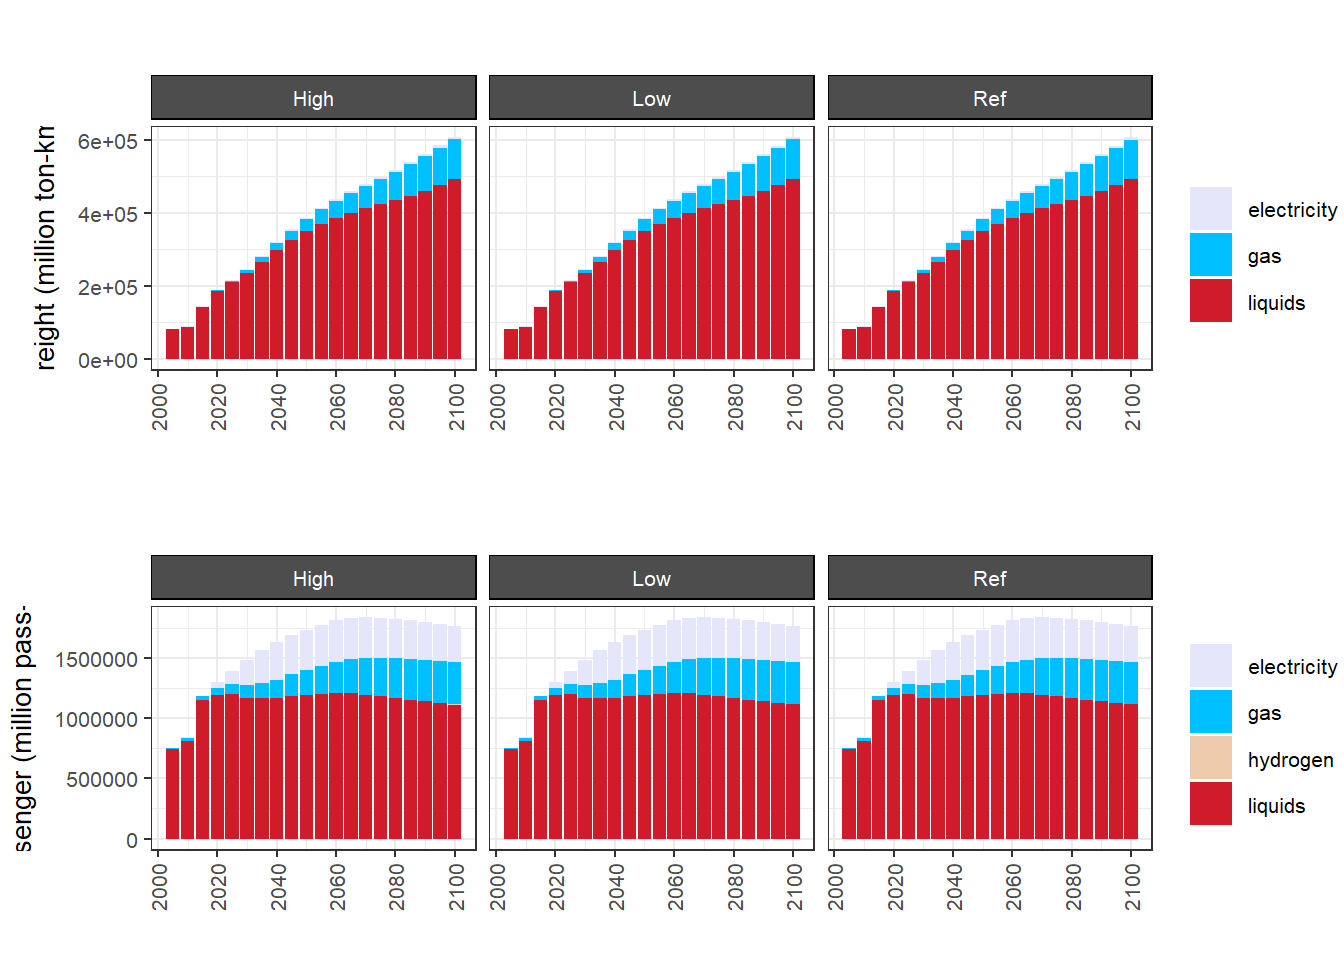 High Low Ref
reight (million ton-kn
6e+05
4e+05
2e+05
0e+00
2000 2020 2040 2060 2080 2100 2000 2020 2040 2060 2080 2100 2000 2020 2040 2060 2080 2100
electricity
gas
liquids
High Low Ref
senger (million pass-
1500000
1000000
500000
0
2000 2020 2040 2060 2080 2100 2000 2020 2040 2060 2080 2100 2000 2020 2040 2060 2080 2100
electricity
gas
hydrogen
liquids